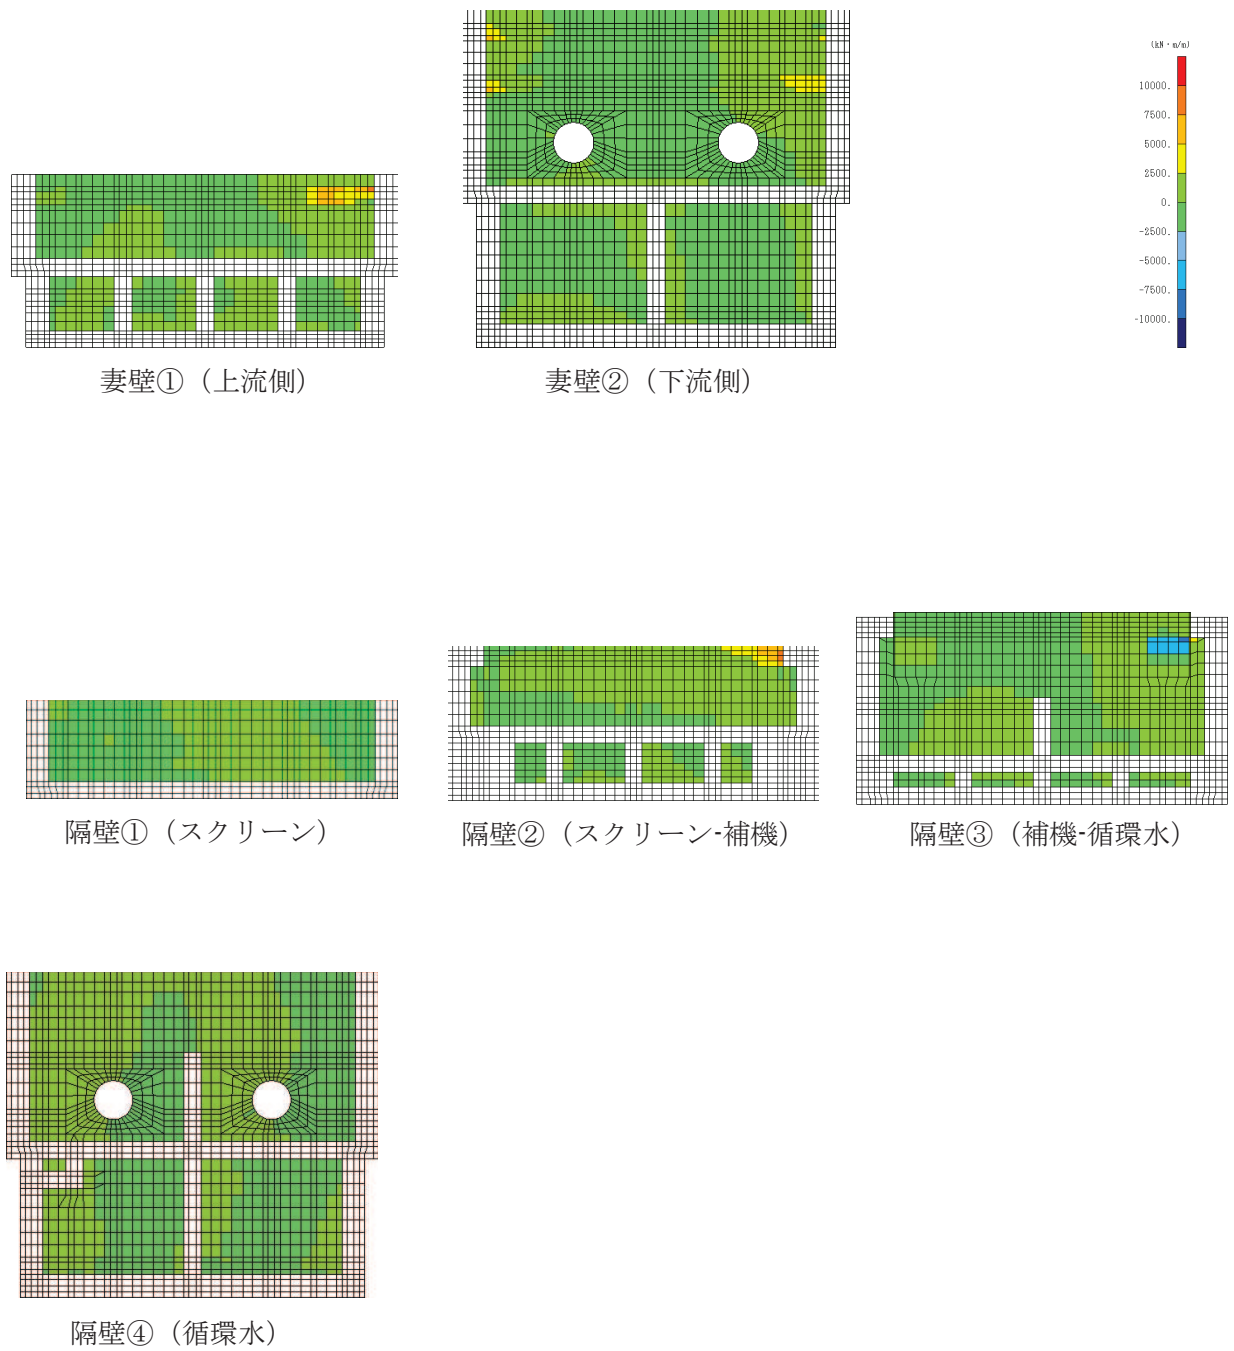 (kN・m/m)
10000.
7500.
5000.
2500.
0.
-2500.
-5000.
-7500.
-10000.
妻壁①（上流側）
妻壁②（下流側）
隔壁①（スクリーン）
隔壁②（スクリーン-補機）
隔壁③（補機-循環水）
隔壁④（循環水）